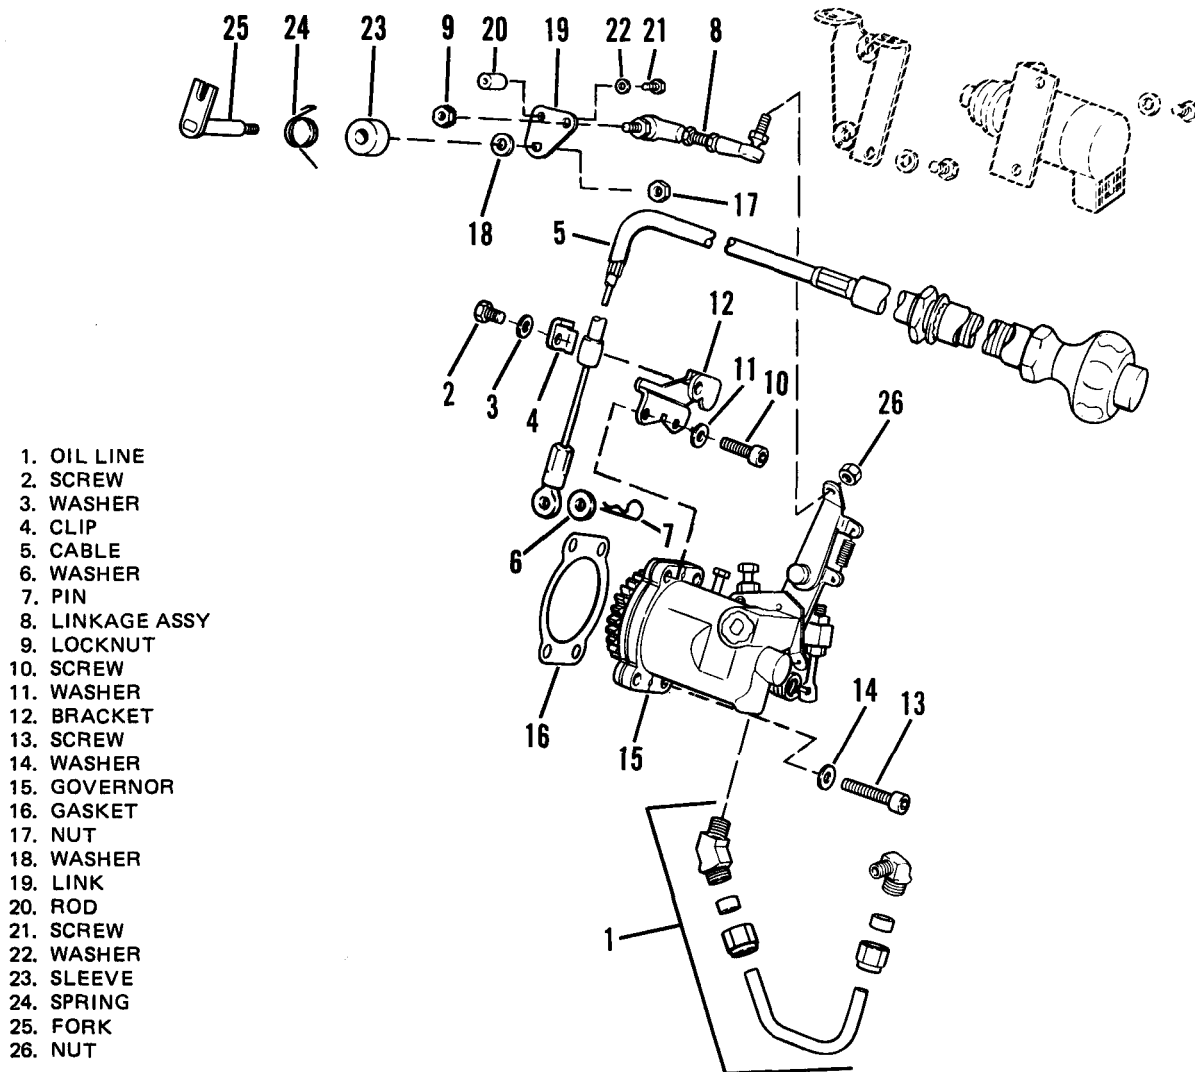 25 24 23 9 20 19 22 21 8
18
17
5
12
11
10
2 3 4
26
6
7
16
15
14
13
1
1. OIL LINE
2. SCREW
3. WASHER
4. CLIP
5. CABLE
6. WASHER
7. PIN
8. LINKAGE ASSY
9. LOCKNUT
10. SCREW
11. WASHER
12. BRACKET
13. SCREW
14. WASHER
15. GOVERNOR
16. GASKET
17. NUT
18. WASHER
19. LINK
20. ROD
21. SCREW
22. WASHER
23. SLEEVE
24. SPRING
25. FORK
26. NUT